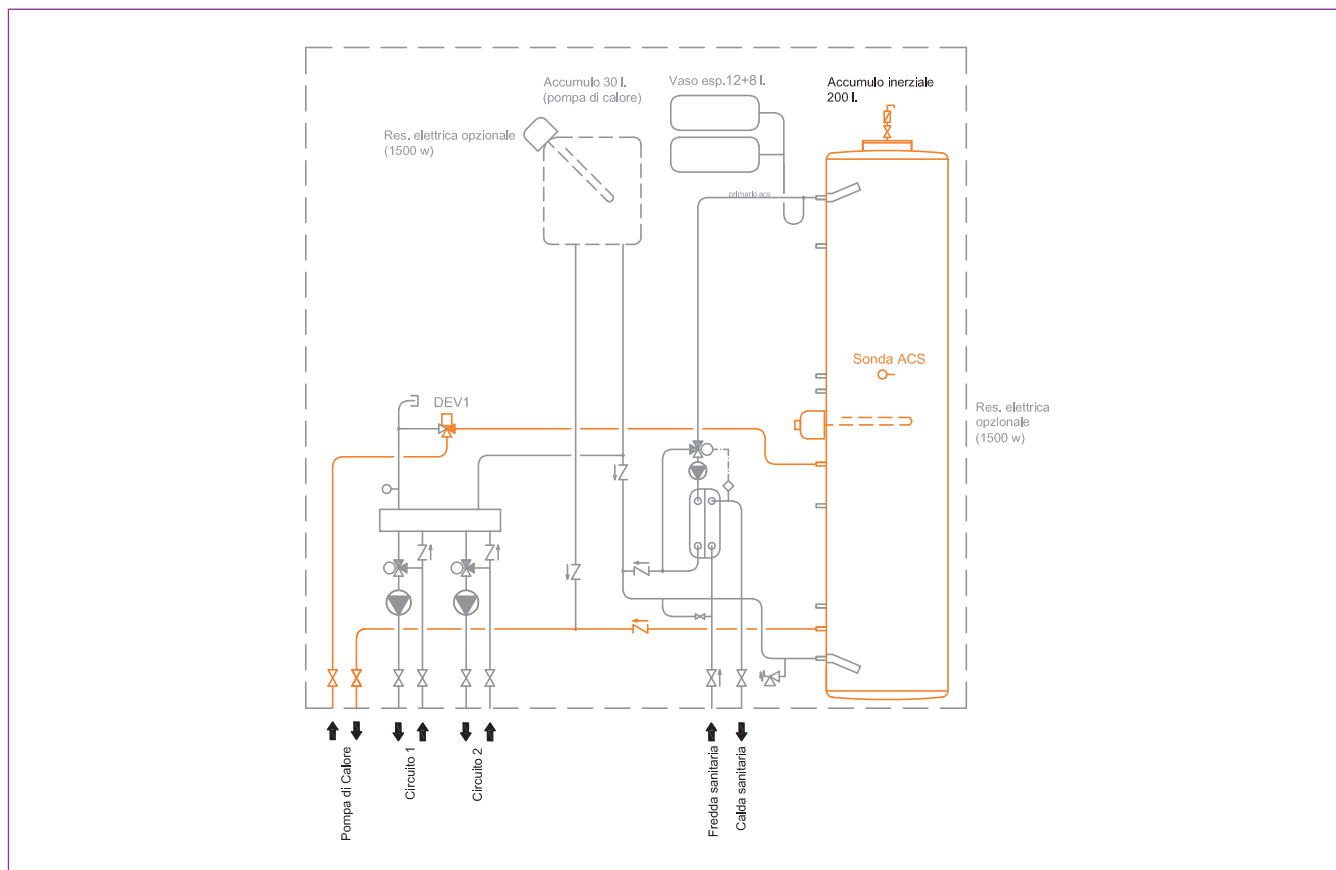 Accumulo 30 l.
(pompa di calore)
Vaso esp.12+8 l.
Accumulo inerziale
200 l.
Res. elettrica opzionale
(1500 w)
primario acs
Sonda ACS
DEV1
Res. elettrica
opzionale
(1500 w)
Pompa di Calore
Circuito 1
Circuito 2
Fredda sanitaria
Calda sanitaria